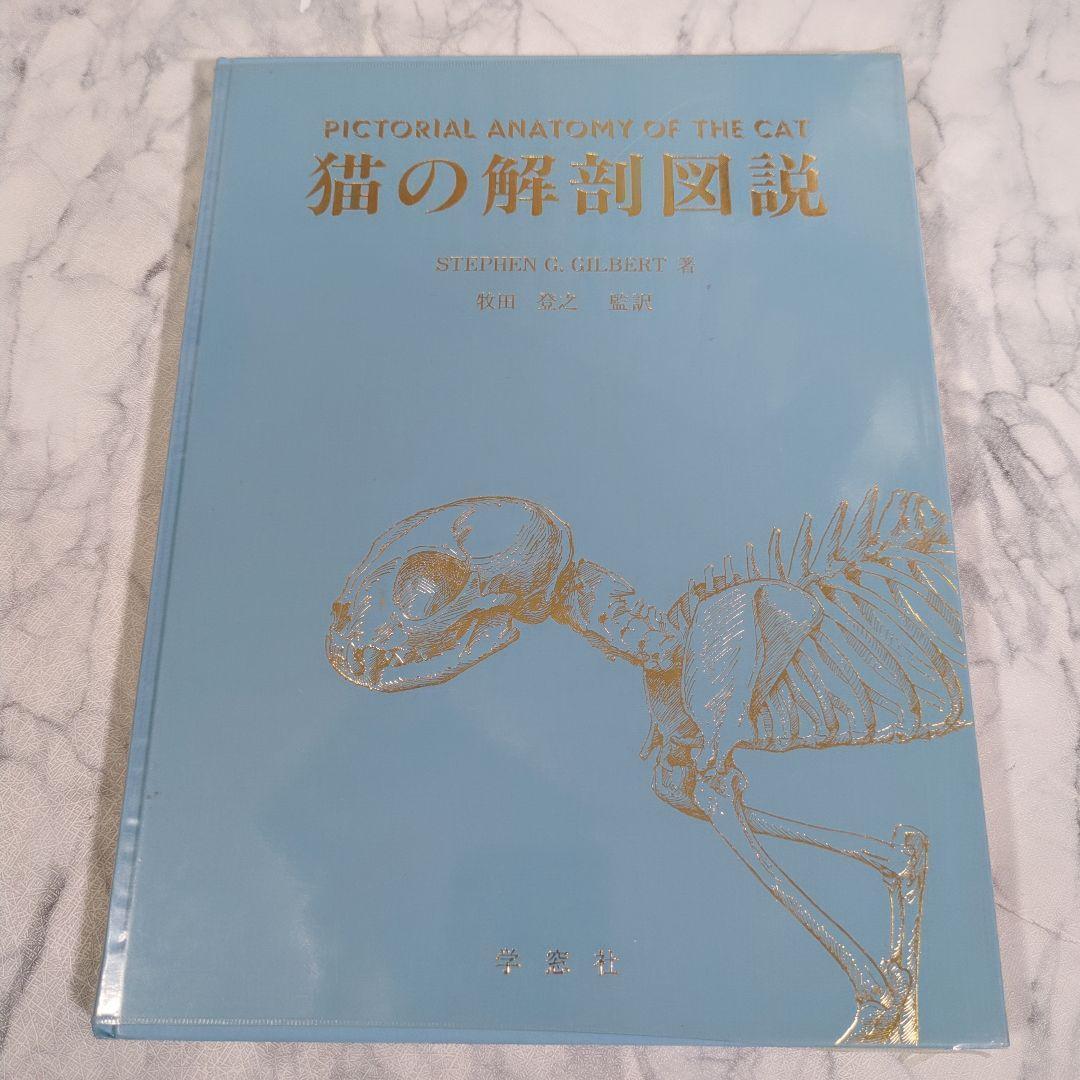 PICTORIAL ANATOMY OF THE CAT
猫の解剖図説
STEPHEN G. GILBERT 著
牧田 登之 監訳
学窓社